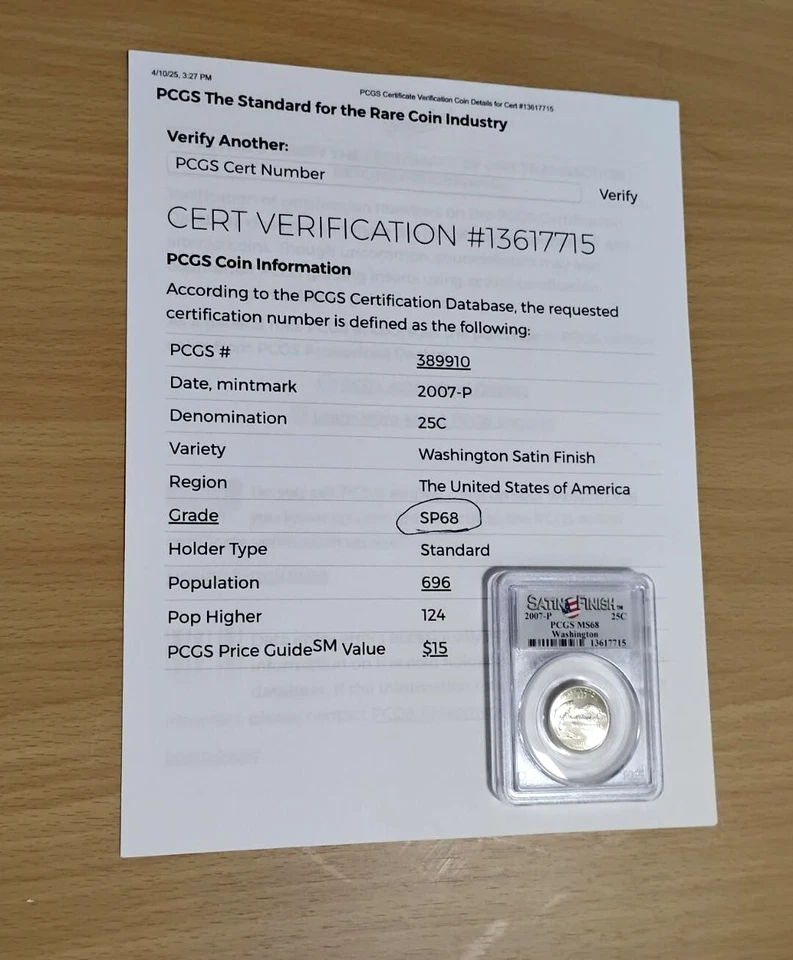 4/10/25, 3:27 PM
PCGS Certificate Verification Coin Details for Cert #13617715
PCGS The Standard for the Rare Coin Industry
Verify Another:
PCGS Cert Number
Verify
CERT VERIFICATION #13617715
PCGS Coin Information
According to the PCGS Certification Database, the requested
certification number is defined as the following:
PCGS # 389910
Date, mintmark 2007-P
Denomination 25C
Variety Washington Satin Finish
Region The United States of America
Grade SP68
Holder Type Standard
Population 696
Pop Higher 124
PCGS Price GuideSM Value $15
SATIN FINISH™
2007-P 25C
PCGS MS68
Washington
13617715